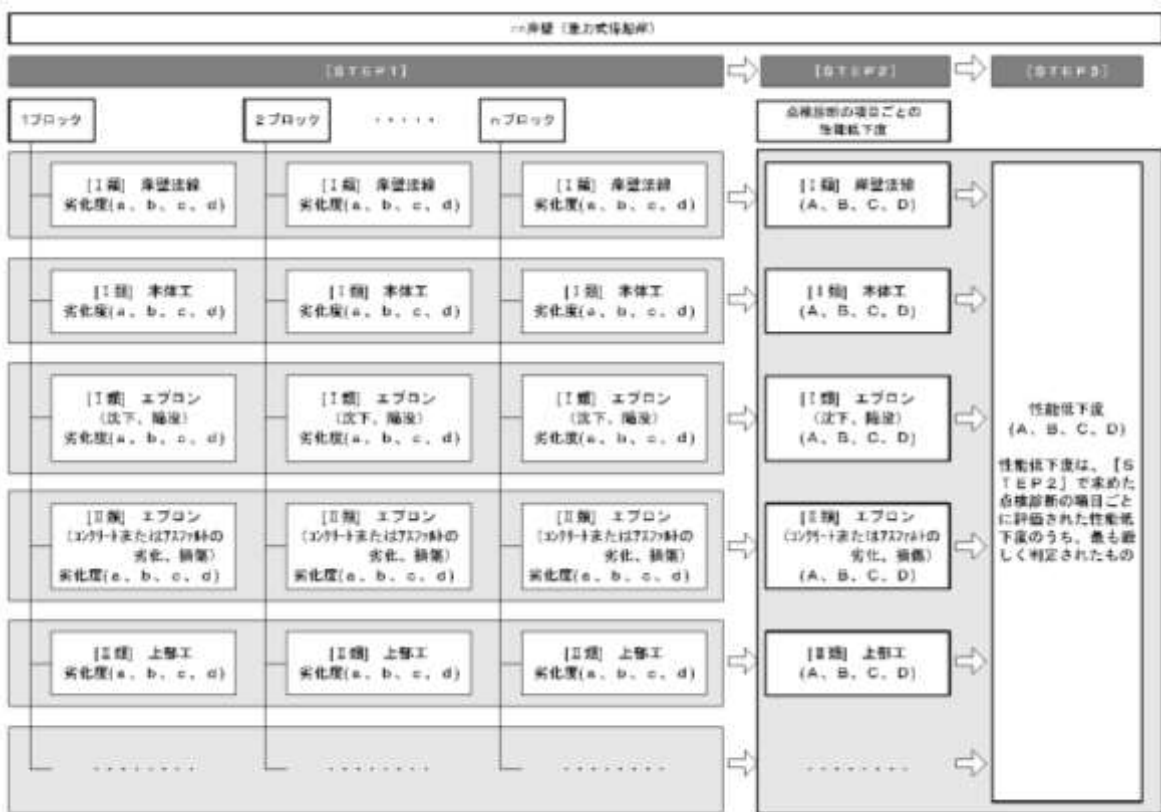 岸壁（重力式係船岸）
[ＳＴＥＰ1]
[ＳＴＥＰ2]
[ＳＴＥＰ3]
1ブロック
2ブロック
・・・・・
nブロック
点検診断の項目ごとの
性能低下度
[Ⅰ類] 岸壁法線
劣化度(a、b、c、d)
[Ⅰ類] 岸壁法線
劣化度(a、b、c、d)
[Ⅰ類] 岸壁法線
劣化度(a、b、c、d)
[Ⅰ類] 岸壁法線
(A、B、C、D)
[Ⅰ類] 本体工
劣化度(a、b、c、d)
[Ⅰ類] 本体工
劣化度(a、b、c、d)
[Ⅰ類] 本体工
劣化度(a、b、c、d)
[Ⅰ類] 本体工
(A、B、C、D)
[Ⅰ類] エプロン
(沈下、陥没)
劣化度(a、b、c、d)
[Ⅰ類] エプロン
(沈下、陥没)
劣化度(a、b、c、d)
[Ⅰ類] エプロン
(沈下、陥没)
劣化度(a、b、c、d)
[Ⅰ類] エプロン
(沈下、陥没)
(A、B、C、D)
[Ⅱ類] エプロン
(ｺﾝｸﾘｰﾄまたはｱｽﾌｧﾙﾄの
劣化、損傷)
劣化度(a、b、c、d)
[Ⅱ類] エプロン
(ｺﾝｸﾘｰﾄまたはｱｽﾌｧﾙﾄの
劣化、損傷)
劣化度(a、b、c、d)
[Ⅱ類] エプロン
(ｺﾝｸﾘｰﾄまたはｱｽﾌｧﾙﾄの
劣化、損傷)
劣化度(a、b、c、d)
[Ⅱ類] エプロン
(ｺﾝｸﾘｰﾄまたはｱｽﾌｧﾙﾄの
劣化、損傷)
(A、B、C、D)
[Ⅱ類] 上部工
劣化度(a、b、c、d)
[Ⅱ類] 上部工
劣化度(a、b、c、d)
[Ⅱ類] 上部工
劣化度(a、b、c、d)
[Ⅱ類] 上部工
(A、B、C、D)
・・・・・・・・
・・・・・・・・
・・・・・・・・
・・・・・・・・
性能低下度
(A、B、C、D)
性能低下度は、[Ｓ
ＴＥＰ2]で求めた
点検診断の項目ごと
に評価された性能低
下度のうち、最も厳
しく判定されたもの